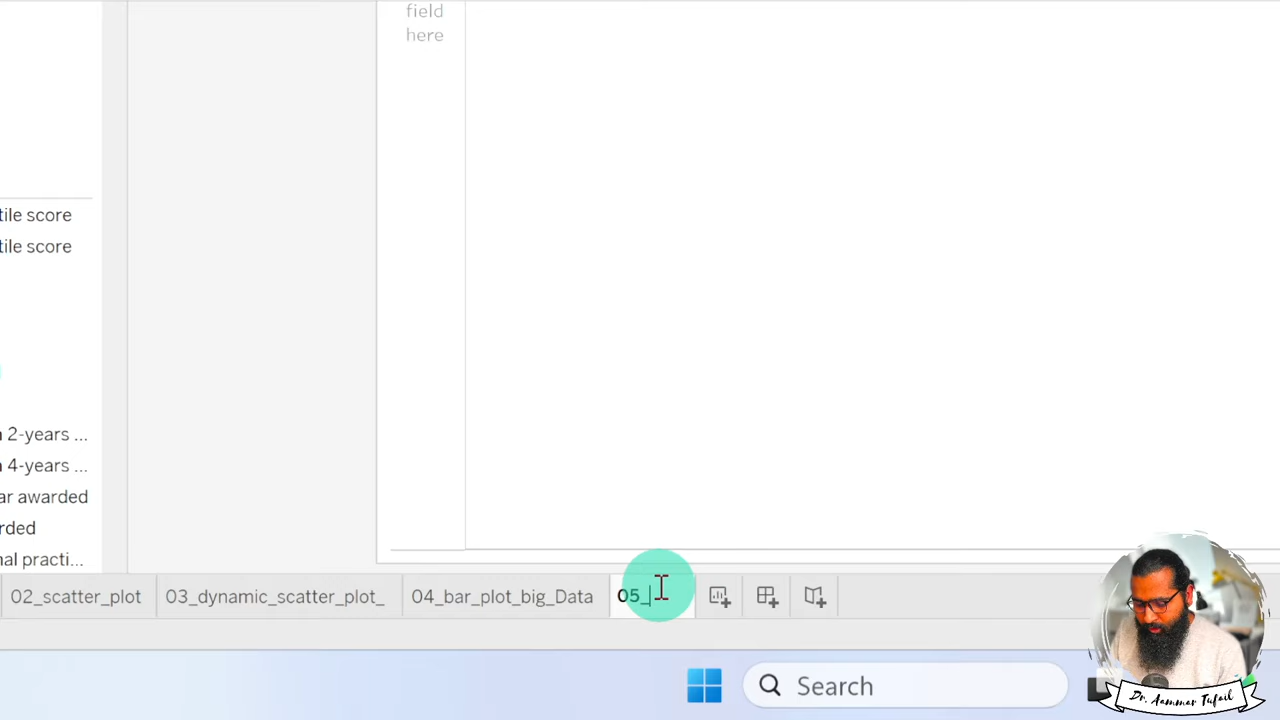 field
here
tile score
tile score
2-years ...
4-years ...
ar awarded
rded
nal practi...
02_scatter_plot
03_dynamic_scatter_plot_
04_bar_plot_big_Data
05_
Search
Dr. Aammar Tufail